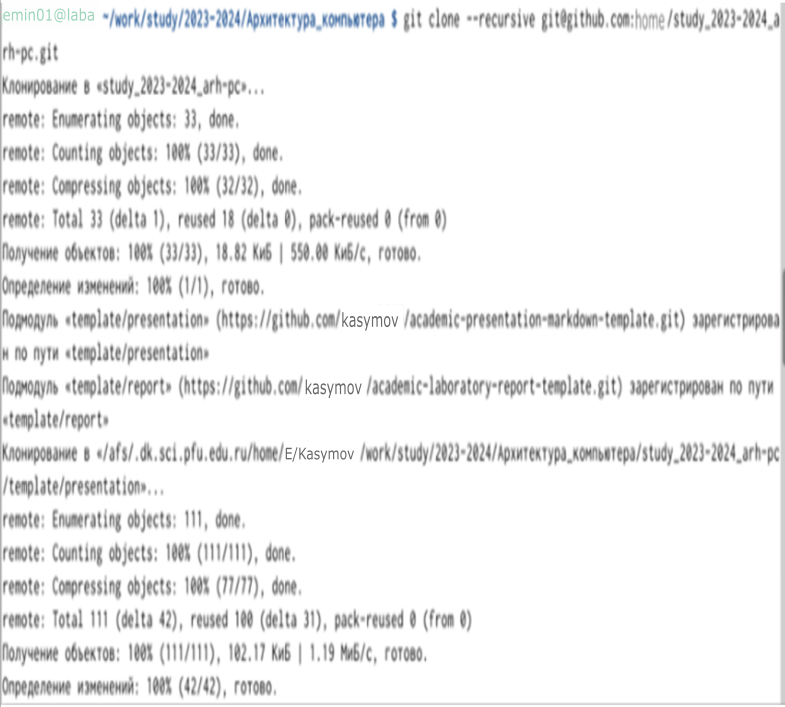 emin01@laba ~/work/study/2023-2024/Архитектура_компьютера $ git clone --recursive git@github.com:home/study_2023-2024_a
rh-pc.git
Клонирование в «study_2023-2024_arh-pc»...
remote: Enumerating objects: 33, done.
remote: Counting objects: 100% (33/33), done.
remote: Compressing objects: 100% (32/32), done.
remote: Total 33 (delta 1), reused 18 (delta 0), pack-reused 0 (from 0)
Получение объектов: 100% (33/33), 18.82 КиБ | 550.00 КиБ/с, готово.
Определение изменений: 100% (1/1), готово.
Подмодуль «template/presentation» (https://github.com/kasymov /academic-presentation-markdown-template.git) зарегистрирова
н по пути «template/presentation»
Подмодуль «template/report» (https://github.com/kasymov /academic-laboratory-report-template.git) зарегистрирован по пути
«template/report»
Клонирование в «/afs/.dk.sci.pfu.edu.ru/home/E/Kasymov /work/study/2023-2024/Архитектура_компьютера/study_2023-2024_arh-pc
/template/presentation»...
remote: Enumerating objects: 111, done.
remote: Counting objects: 100% (111/111), done.
remote: Compressing objects: 100% (77/77), done.
remote: Total 111 (delta 42), reused 100 (delta 31), pack-reused 0 (from 0)
Получение объектов: 100% (111/111), 102.17 КиБ | 1.19 МиБ/с, готово.
Определение изменений: 100% (42/42), готово.